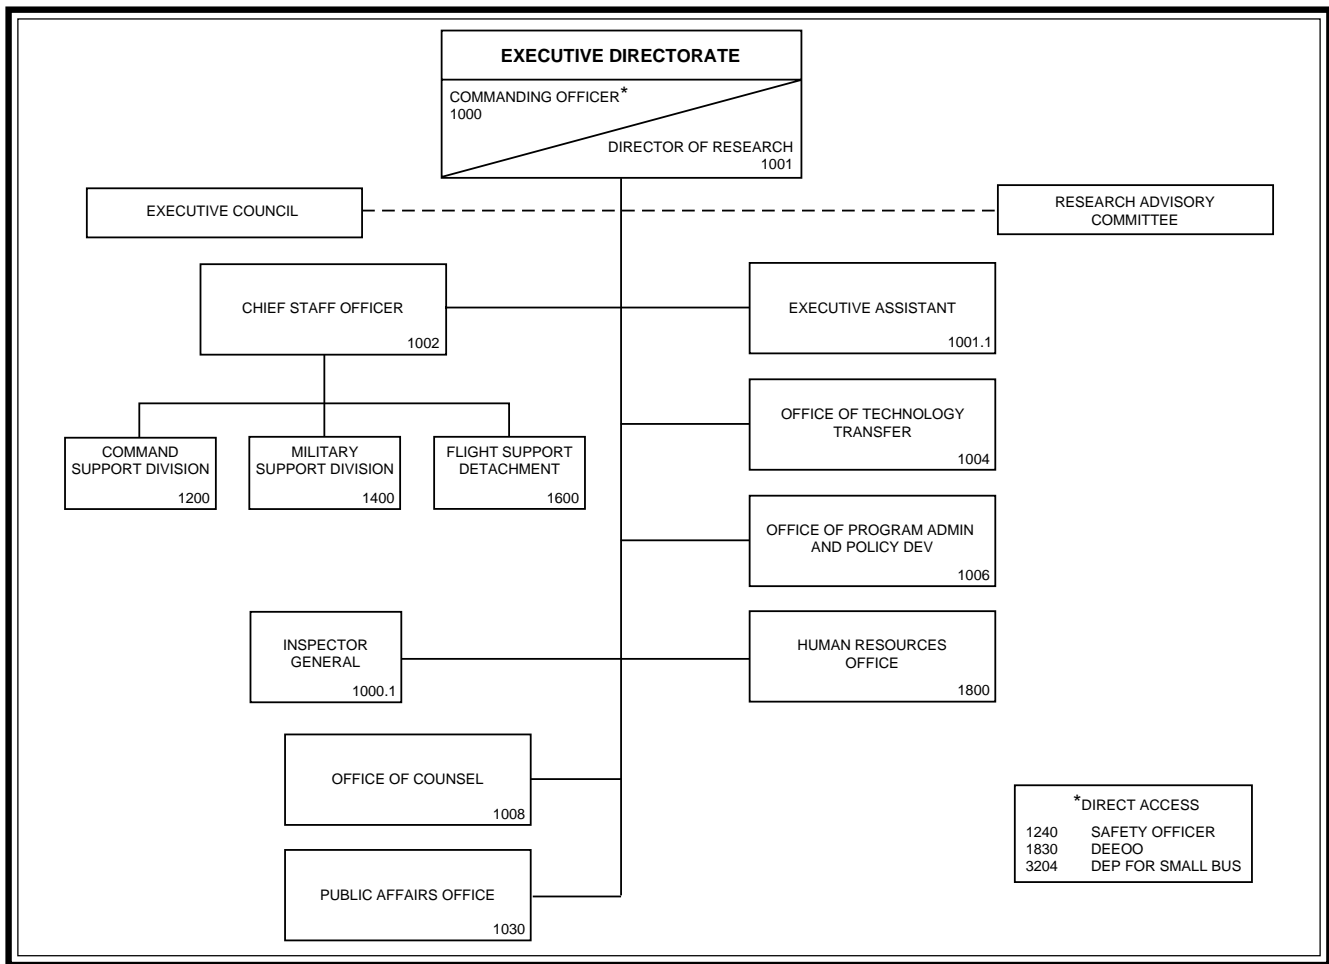 EXECUTIVE DIRECTORATE
COMMANDING OFFICER*
1000
DIRECTOR OF RESEARCH
1001
EXECUTIVE COUNCIL
RESEARCH ADVISORY
COMMITTEE
CHIEF STAFF OFFICER
1002
EXECUTIVE ASSISTANT
1001.1
COMMAND
SUPPORT DIVISION
1200
MILITARY
SUPPORT DIVISION
1400
FLIGHT SUPPORT
DETACHMENT
1600
OFFICE OF TECHNOLOGY
TRANSFER
1004
OFFICE OF PROGRAM ADMIN
AND POLICY DEV
1006
INSPECTOR
GENERAL
1000.1
HUMAN RESOURCES
OFFICE
1800
OFFICE OF COUNSEL
1008
PUBLIC AFFAIRS OFFICE
1030
*DIRECT ACCESS
1240 SAFETY OFFICER
1830 DEEOO
3204 DEP FOR SMALL BUS